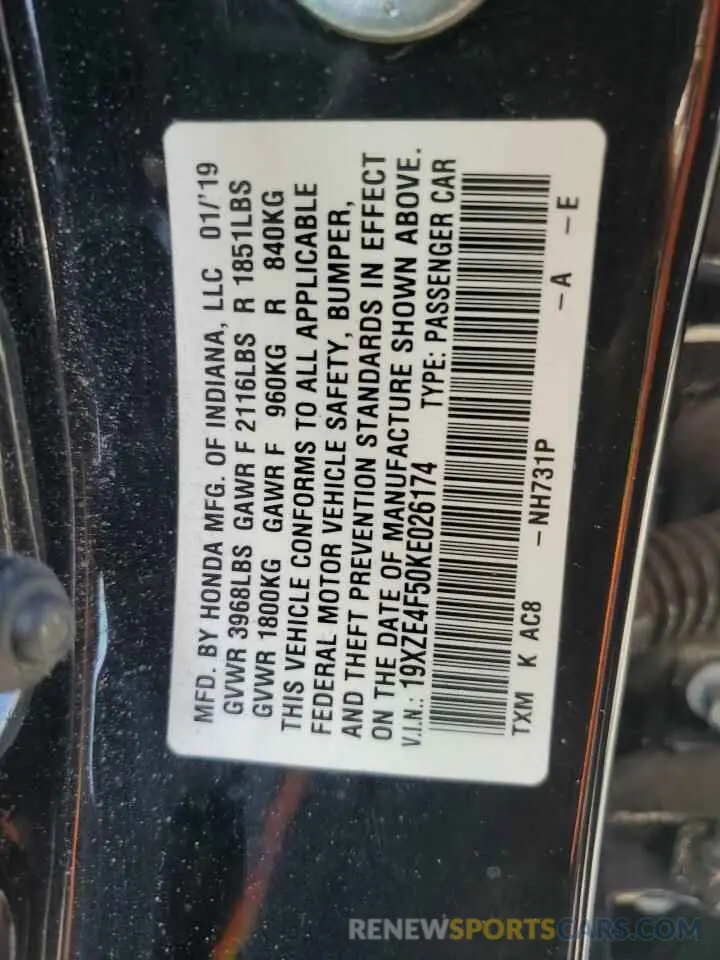 MFD. BY HONDA MFG. OF INDIANA, LLC 01/'19
GVWR 3968LBS GAWR F 2116LBS R 1851LBS
GVWR 1800KG GAWR F 960KG R 840KG
THIS VEHICLE CONFORMS TO ALL APPLICABLE
FEDERAL MOTOR VEHICLE SAFETY, BUMPER,
AND THEFT PREVENTION STANDARDS IN EFFECT
ON THE DATE OF MANUFACTURE SHOWN ABOVE.
V.I.N.: 19XZE4F50KE026174 TYPE: PASSENGER CAR
TXM K AC8 -NH731P -A -E
RENEWSPORTSCARS.COM